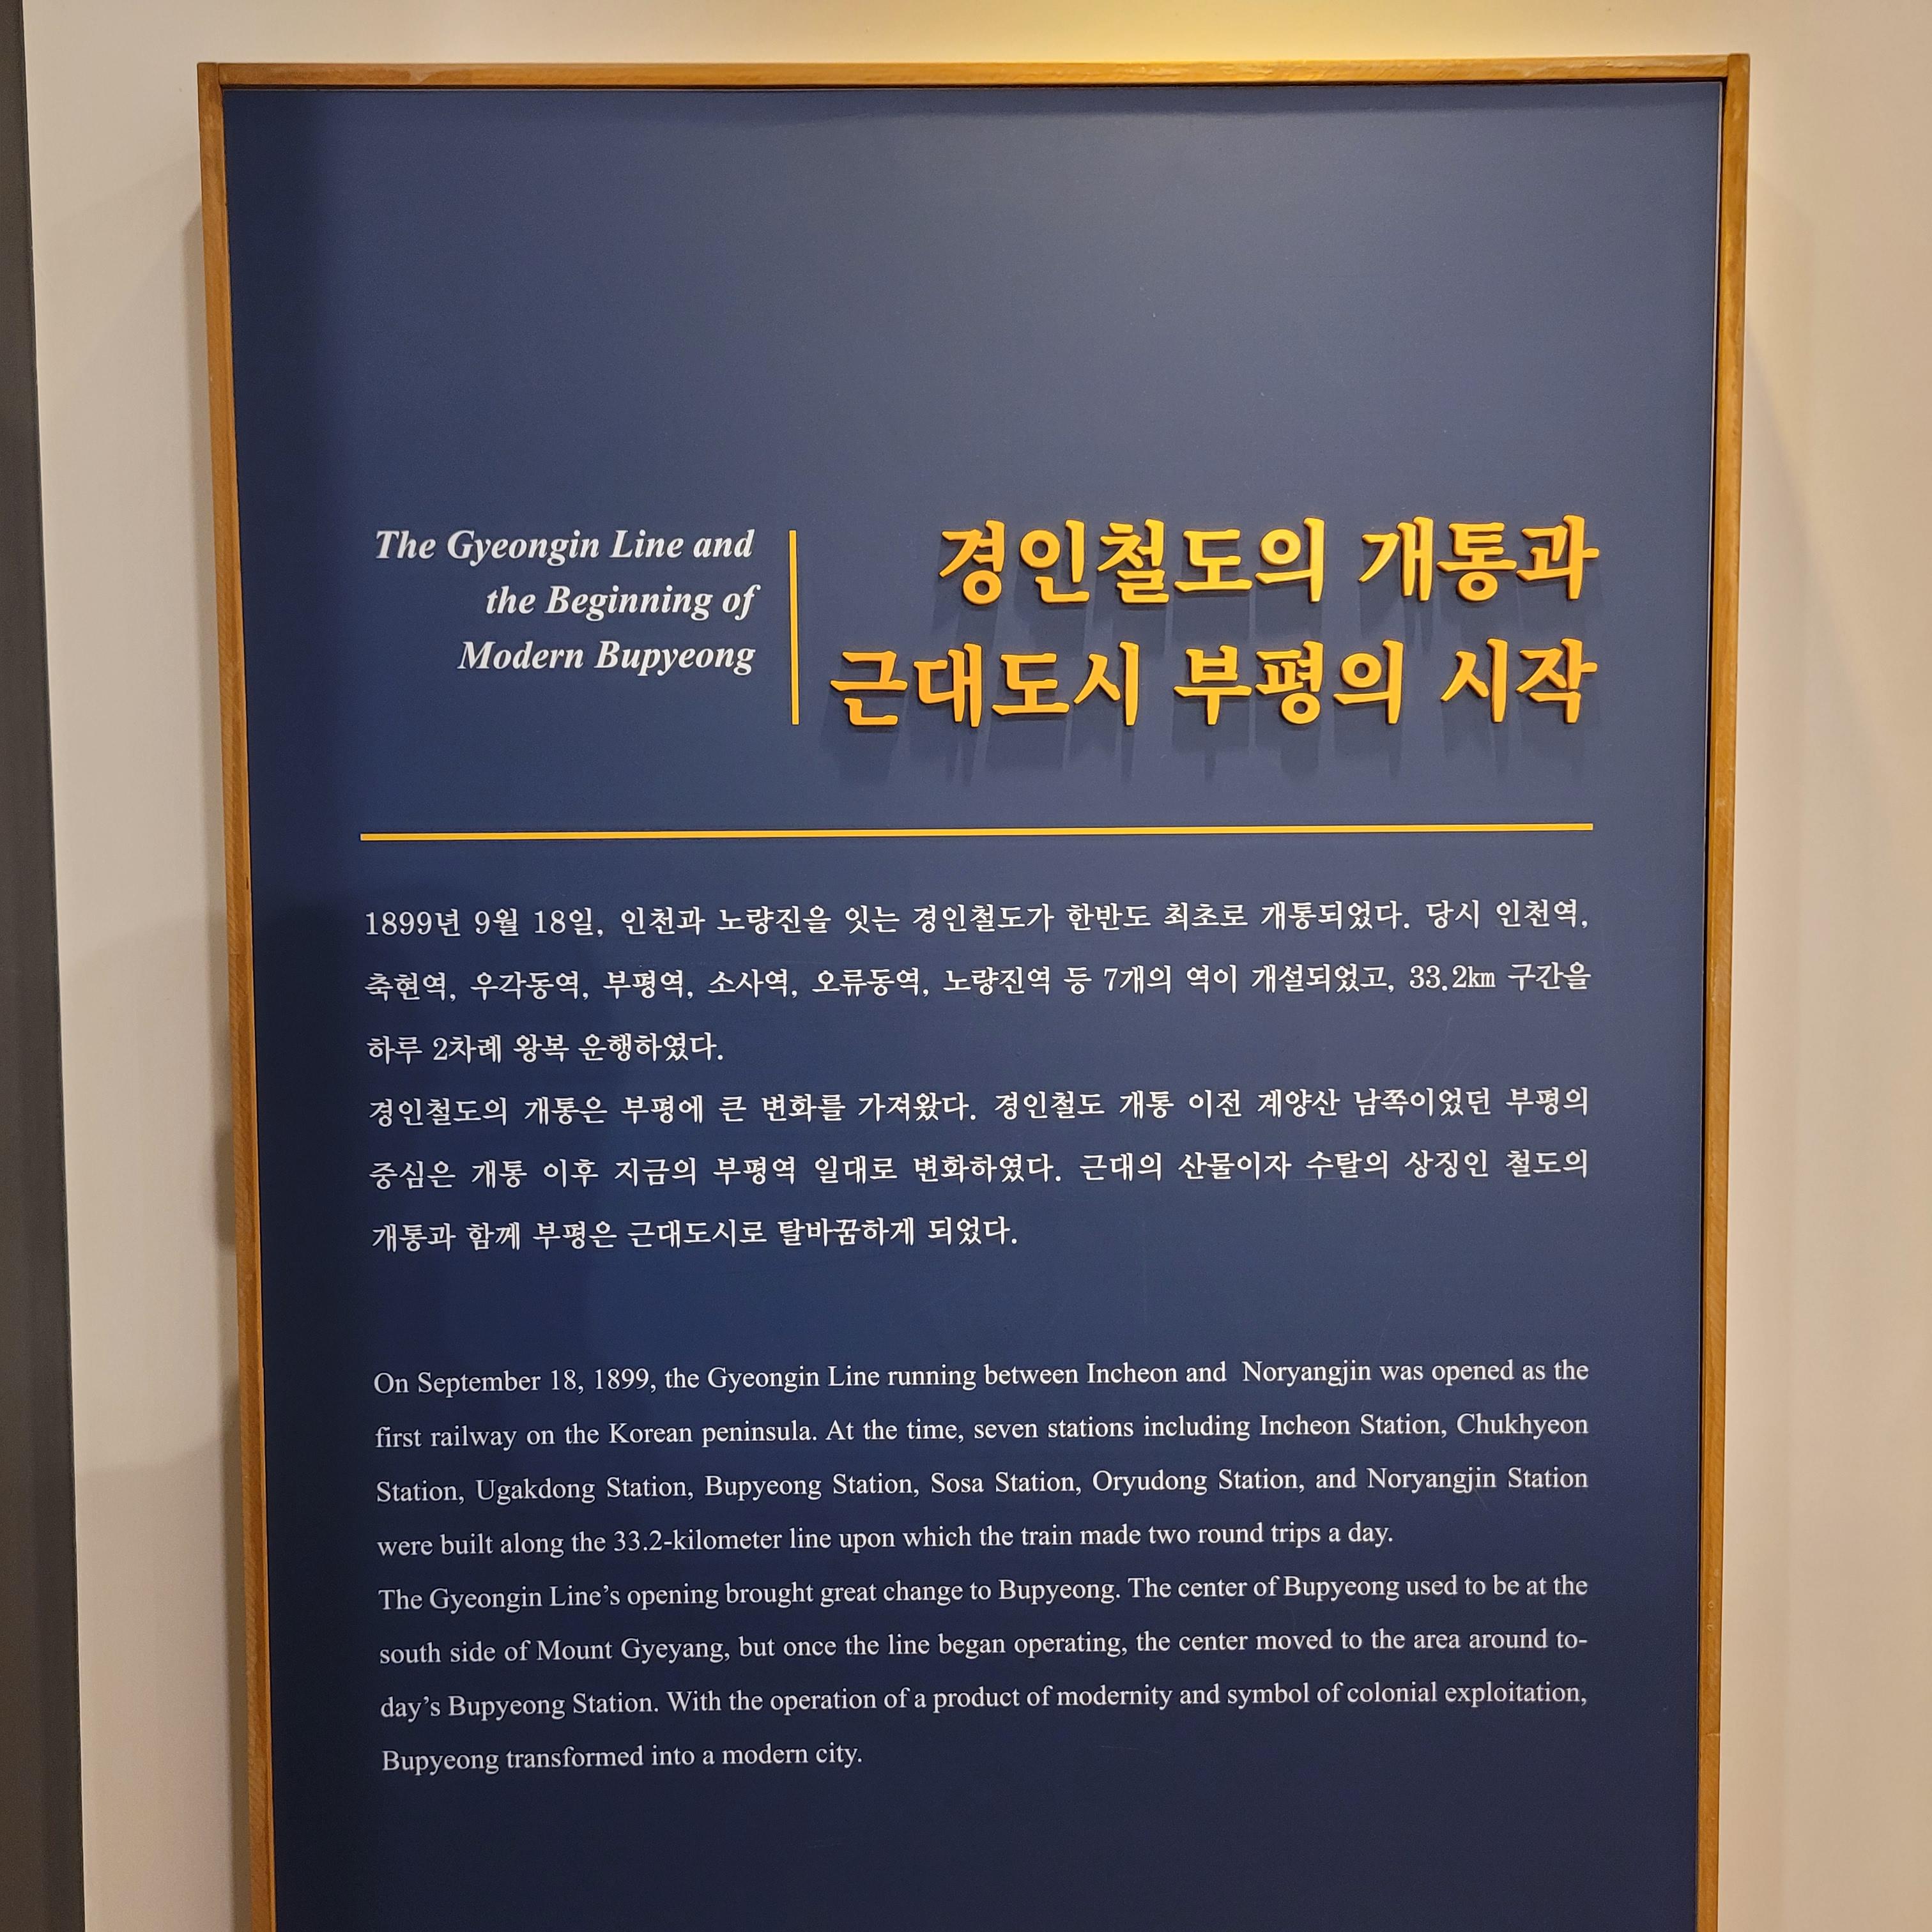 The Gyeongin Line and
the Beginning of
Modern Bupyeong
경인철도의 개통과
근대도시 부평의 시작
1899년 9월 18일, 인천과 노량진을 잇는 경인철도가 한반도 최초로 개통되었다. 당시 인천역,
축현역, 우각동역, 부평역, 소사역, 오류동역, 노량진역 등 7개의 역이 개설되었고, 33.2㎞ 구간을
하루 2차례 왕복 운행하였다.
경인철도의 개통은 부평에 큰 변화를 가져왔다. 경인철도 개통 이전 계양산 남쪽이었던 부평의
중심은 개통 이후 지금의 부평역 일대로 변화하였다. 근대의 산물이자 수탈의 상징인 철도의
개통과 함께 부평은 근대도시로 탈바꿈하게 되었다.
On September 18, 1899, the Gyeongin Line running between Incheon and  Noryangjin was opened as the
first railway on the Korean peninsula. At the time, seven stations including Incheon Station, Chukhyeon
Station, Ugakdong Station, Bupyeong Station, Sosa Station, Oryudong Station, and Noryangjin Station
were built along the 33.2-kilometer line upon which the train made two round trips a day.
The Gyeongin Line’s opening brought great change to Bupyeong. The center of Bupyeong used to be at the
south side of Mount Gyeyang, but once the line began operating, the center moved to the area around to-
day’s Bupyeong Station. With the operation of a product of modernity and symbol of colonial exploitation,
Bupyeong transformed into a modern city.